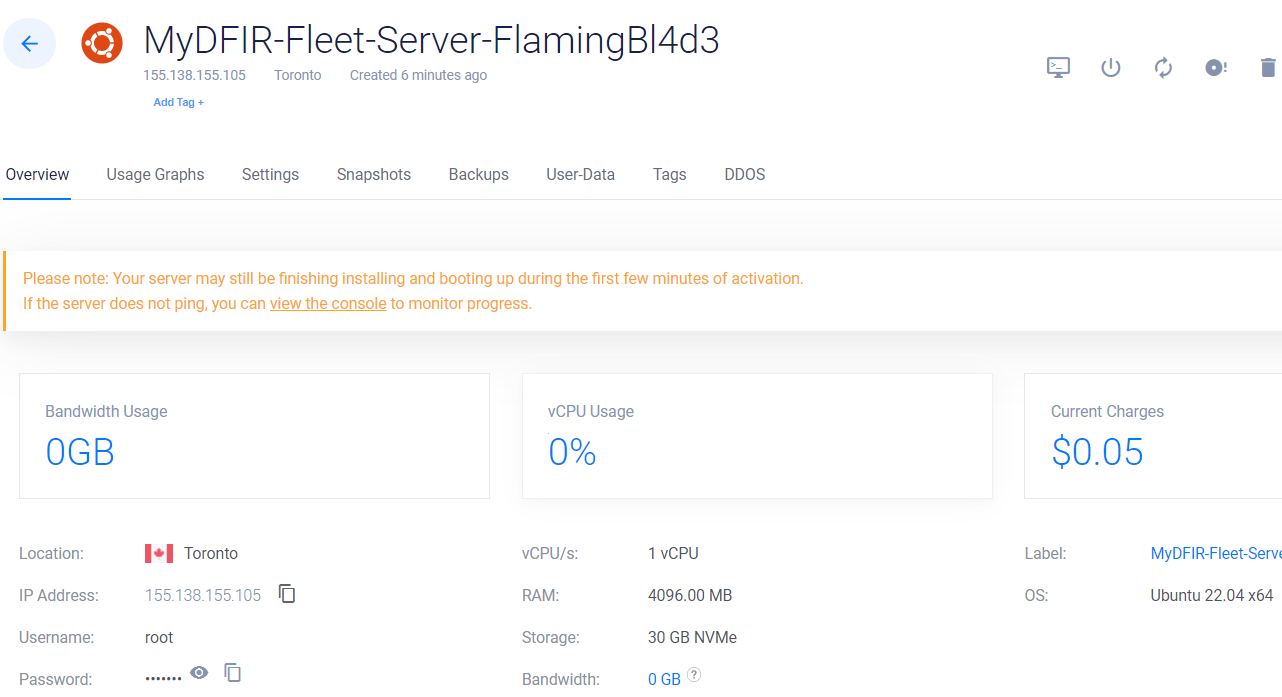 MyDFIR-Fleet-Server-FlamingBl4d3
155.138.155.105 Toronto Created 6 minutes ago
Add Tag +
Overview Usage Graphs Settings Snapshots Backups User-Data Tags DDOS
Please note: Your server may still be finishing installing and booting up during the first few minutes of activation.
If the server does not ping, you can view the console to monitor progress.
Bandwidth Usage vCPU Usage Current Charges
0GB 0% $0.05
Location: Toronto vCPU/s: 1 vCPU Label: MyDFIR-Fleet-Serve
IP Address: 155.138.155.105 RAM: 4096.00 MB OS: Ubuntu 22.04 x64
Username: root Storage: 30 GB NVMe
Password: ••••••• Bandwidth: 0 GB ?